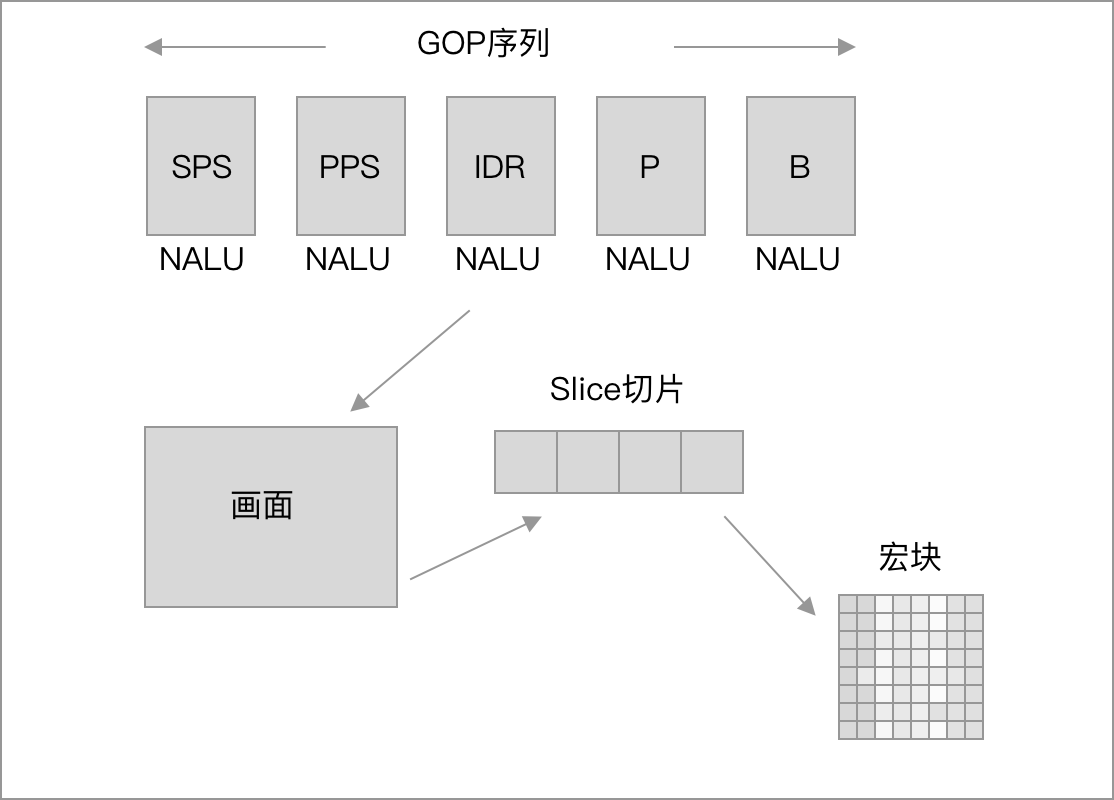 GOP序列
SPS
PPS
IDR
P
B
NALU
NALU
NALU
NALU
NALU
Slice切片
画面
宏块